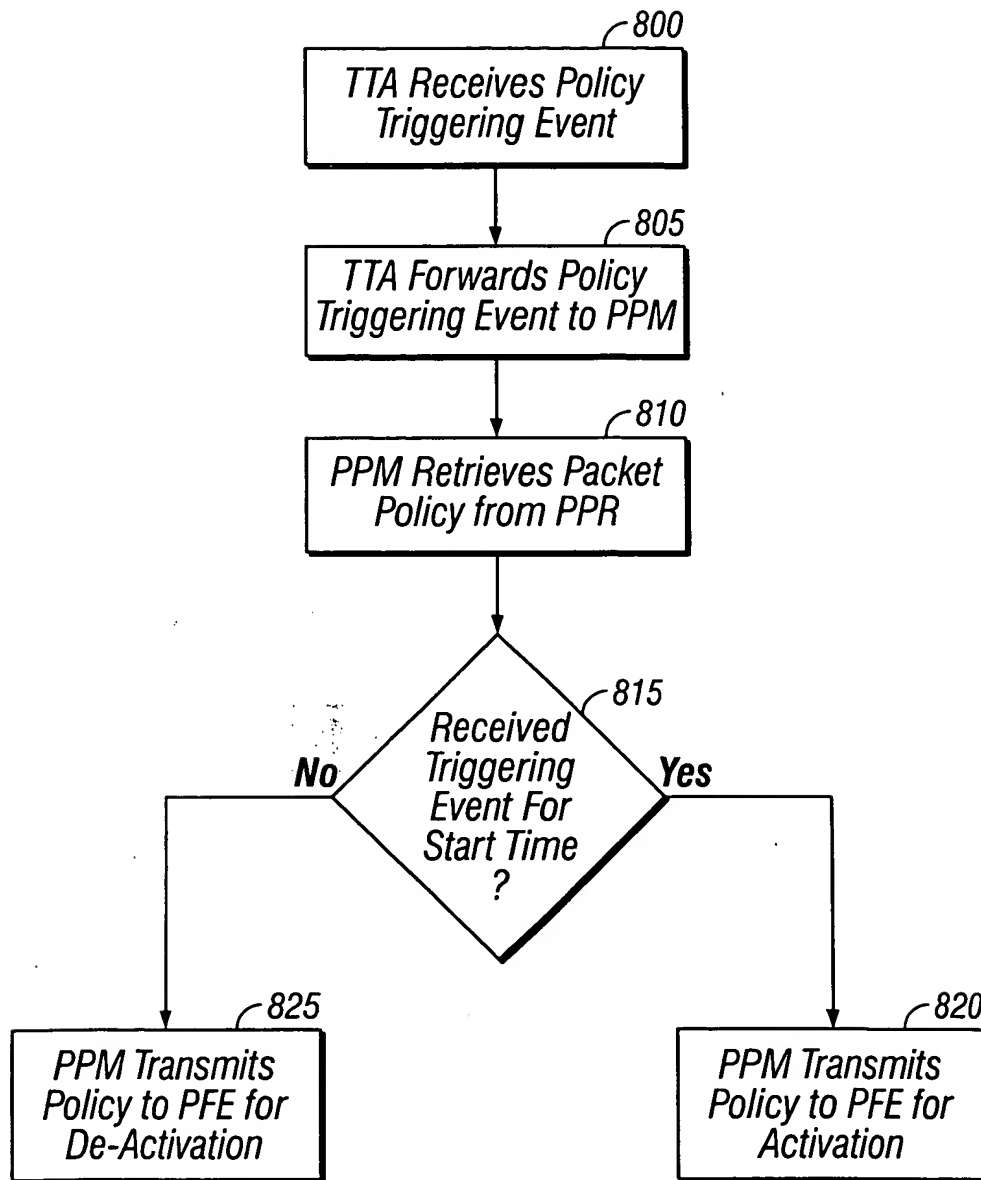 800
TTA Receives Policy
Triggering Event
805
TTA Forwards Policy
Triggering Event to PPM
810
PPM Retrieves Packet
Policy from PPR
815
Received
Triggering
Event For
Start Time
?
No
Yes
825
PPM Transmits
Policy to PFE for
De-Activation
820
PPM Transmits
Policy to PFE for
Activation